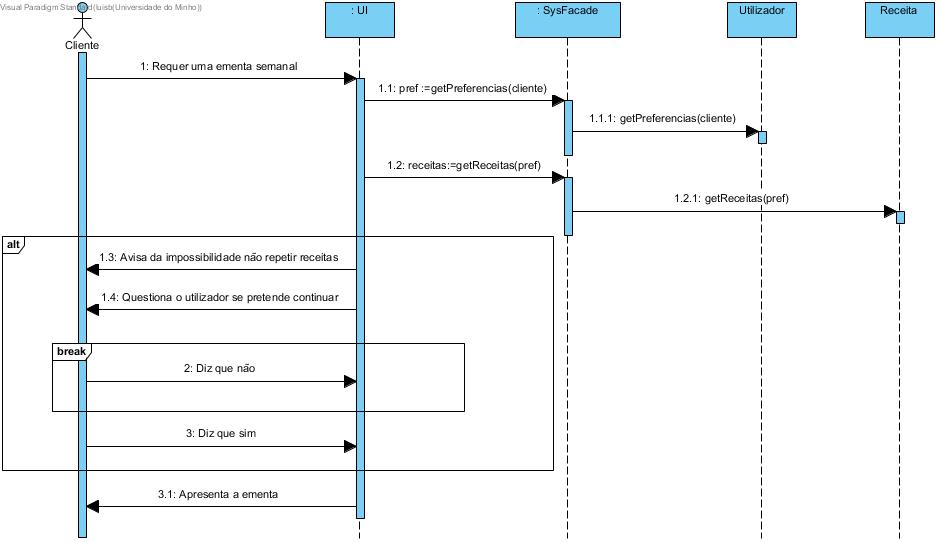 Visual Paradigm Standard(luisb(Universidade do Minho))
: UI
: SysFacade
Utilizador
Receita
Cliente
1: Requer uma ementa semanal
1.1: pref :=getPreferencias(cliente)
1.1.1: getPreferencias(cliente)
1.2: receitas:=getReceitas(pref)
1.2.1: getReceitas(pref)
alt
1.3: Avisa da impossibilidade não repetir receitas
1.4: Questiona o utilizador se pretende continuar
break
2: Diz que não
3: Diz que sim
3.1: Apresenta a ementa